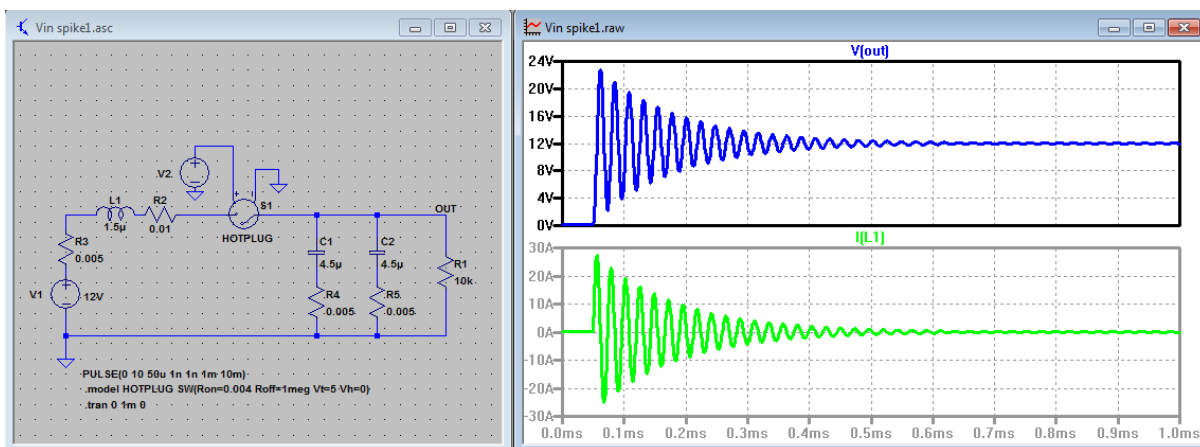 Vin spike1.asc
V2
L1
R2
S1
OUT
1.5µ
0.01
HOTPLUG
R3
0.005
C1
C2
4.5µ
4.5µ
R1
10k
V1
12V
R4
R5
0.005
0.005
PULSE(0 10 50u 1n 1n 1m 10m)
.model HOTPLUG SW(Ron=0.004 Roff=1meg Vt=5 Vh=0)
.tran 0 1m 0
Vin spike1.raw
V(out)
24V
20V
16V
12V
8V
4V
0V
I(L1)
30A
20A
10A
0A
-10A
-20A
-30A
0.0ms 0.1ms 0.2ms 0.3ms 0.4ms 0.5ms 0.6ms 0.7ms 0.8ms 0.9ms 1.0ms